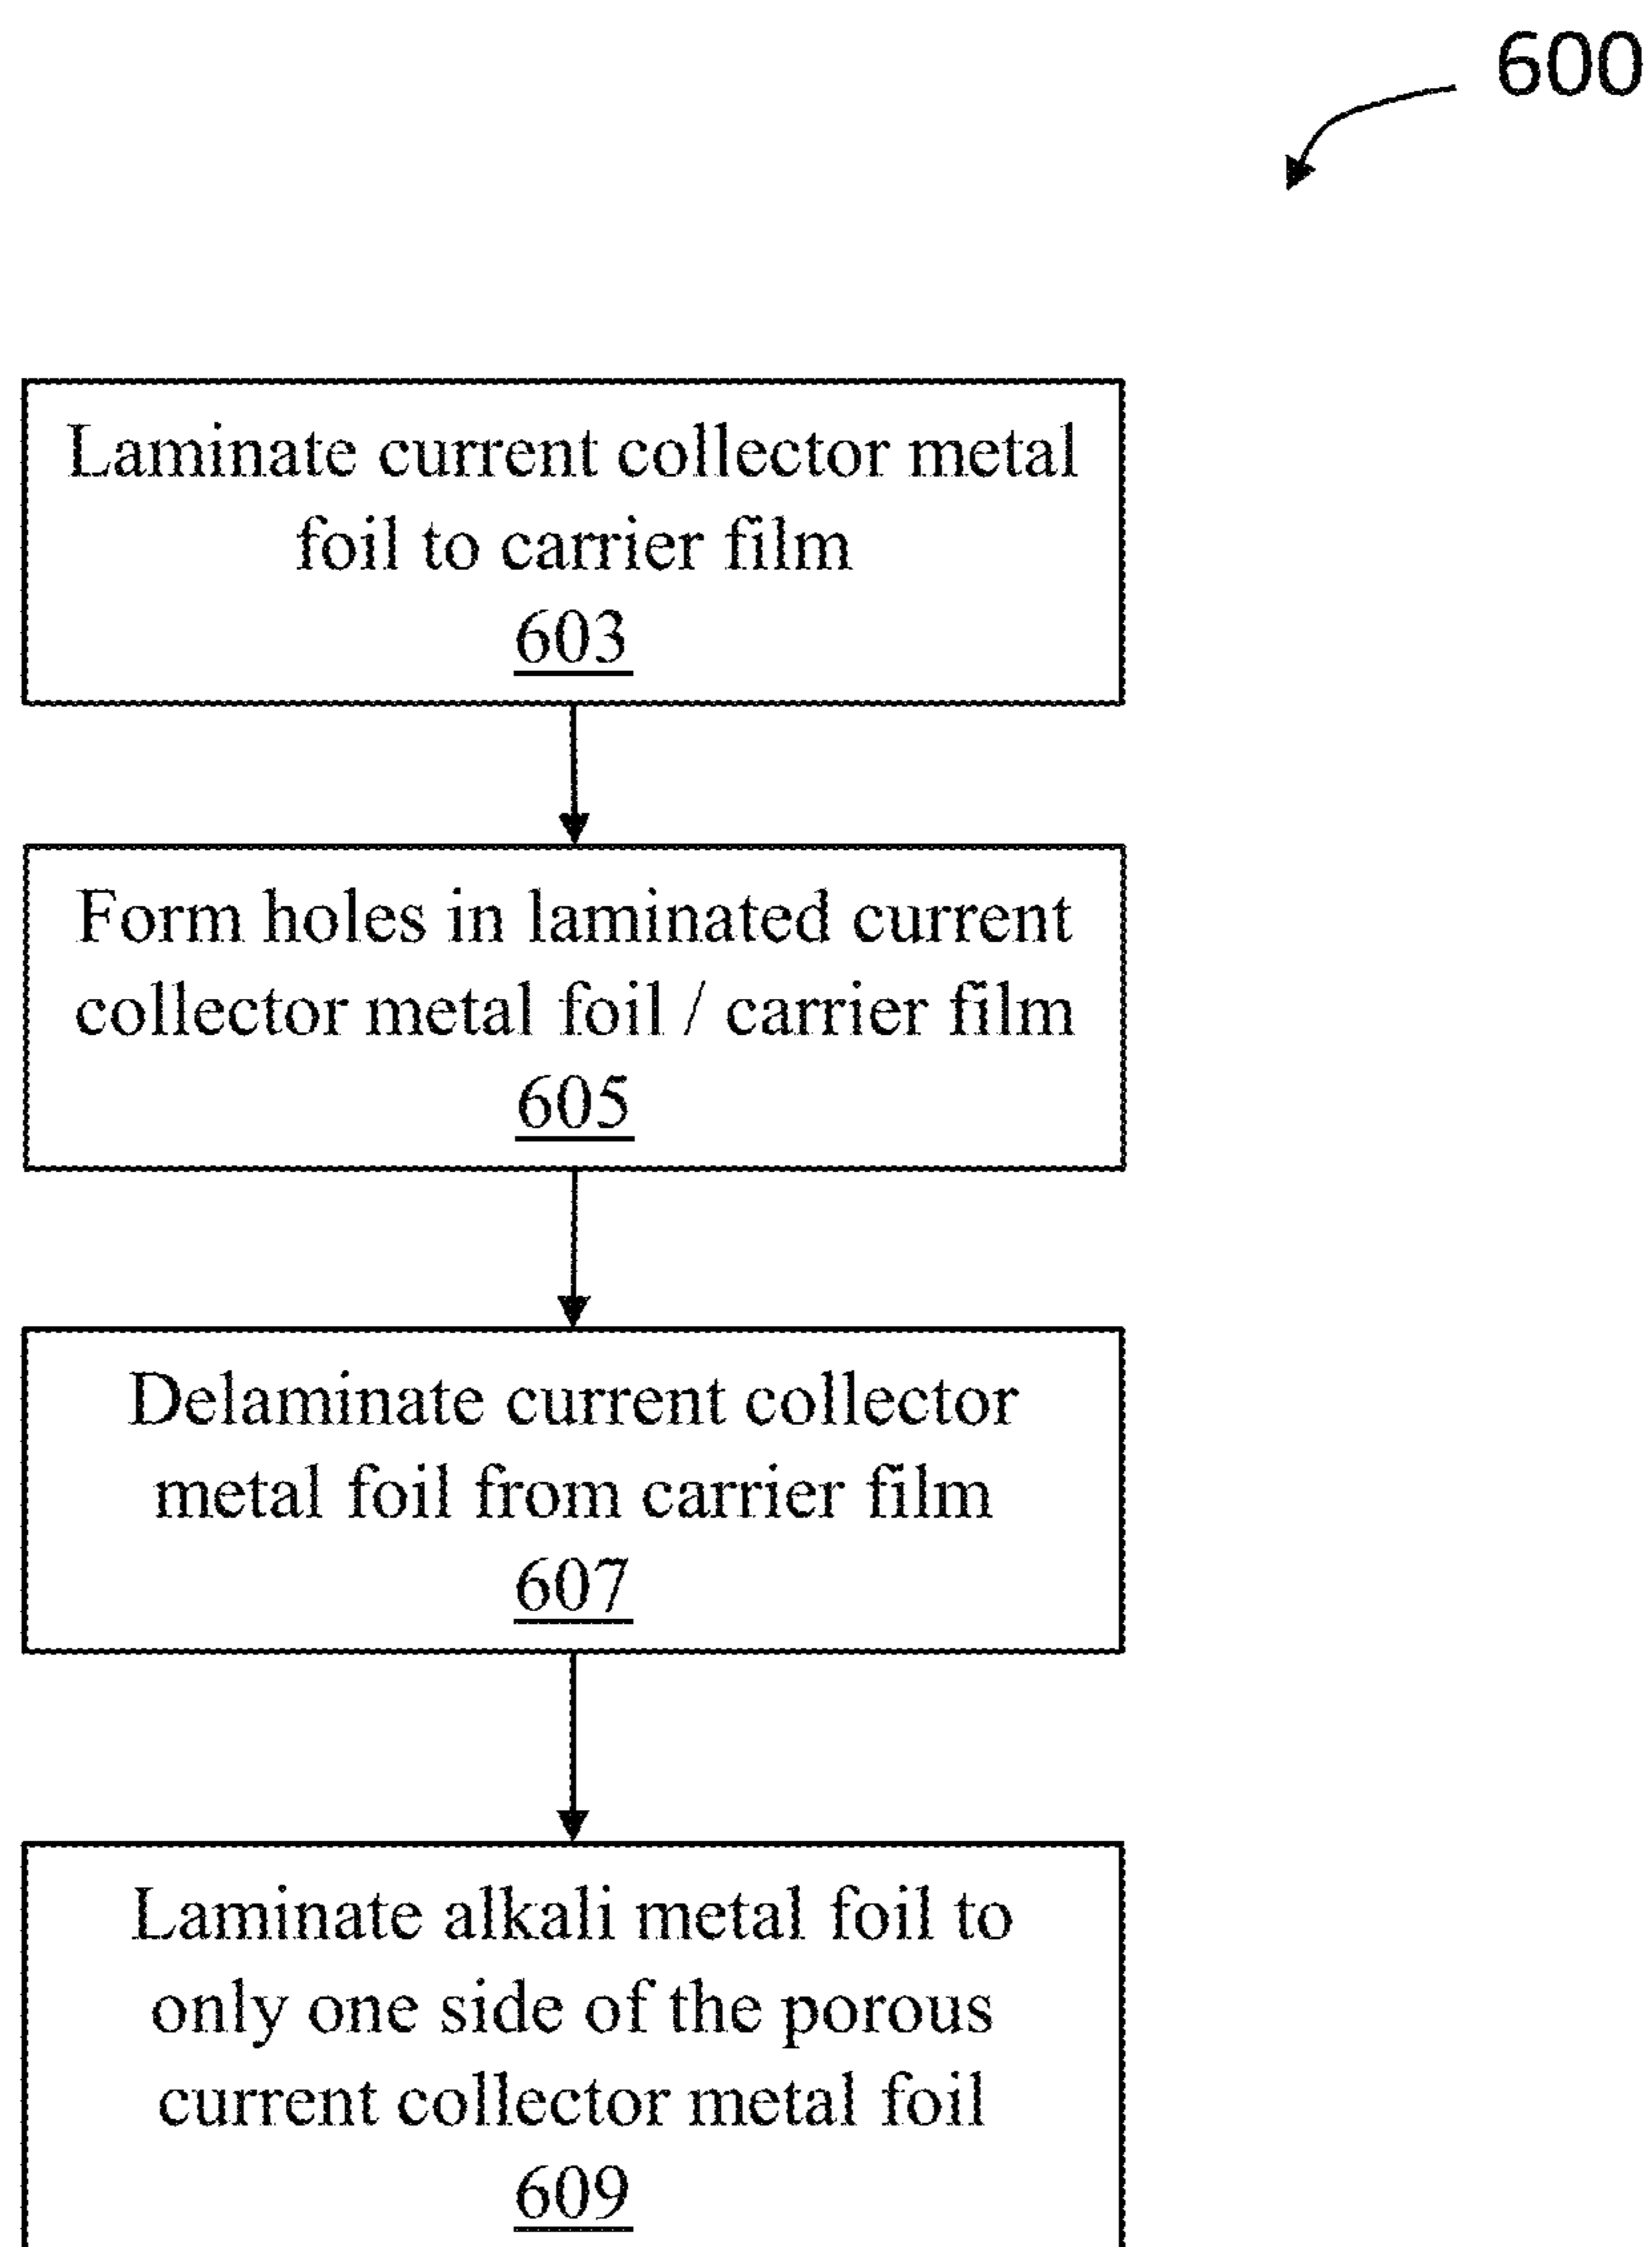 600
Laminate current collector metal
foil to carrier film
603
Form holes in laminated current
collector metal foil / carrier film
605
Delaminate current collector
metal foil from carrier film
607
Laminate alkali metal foil to
only one side of the porous
current collector metal foil
609